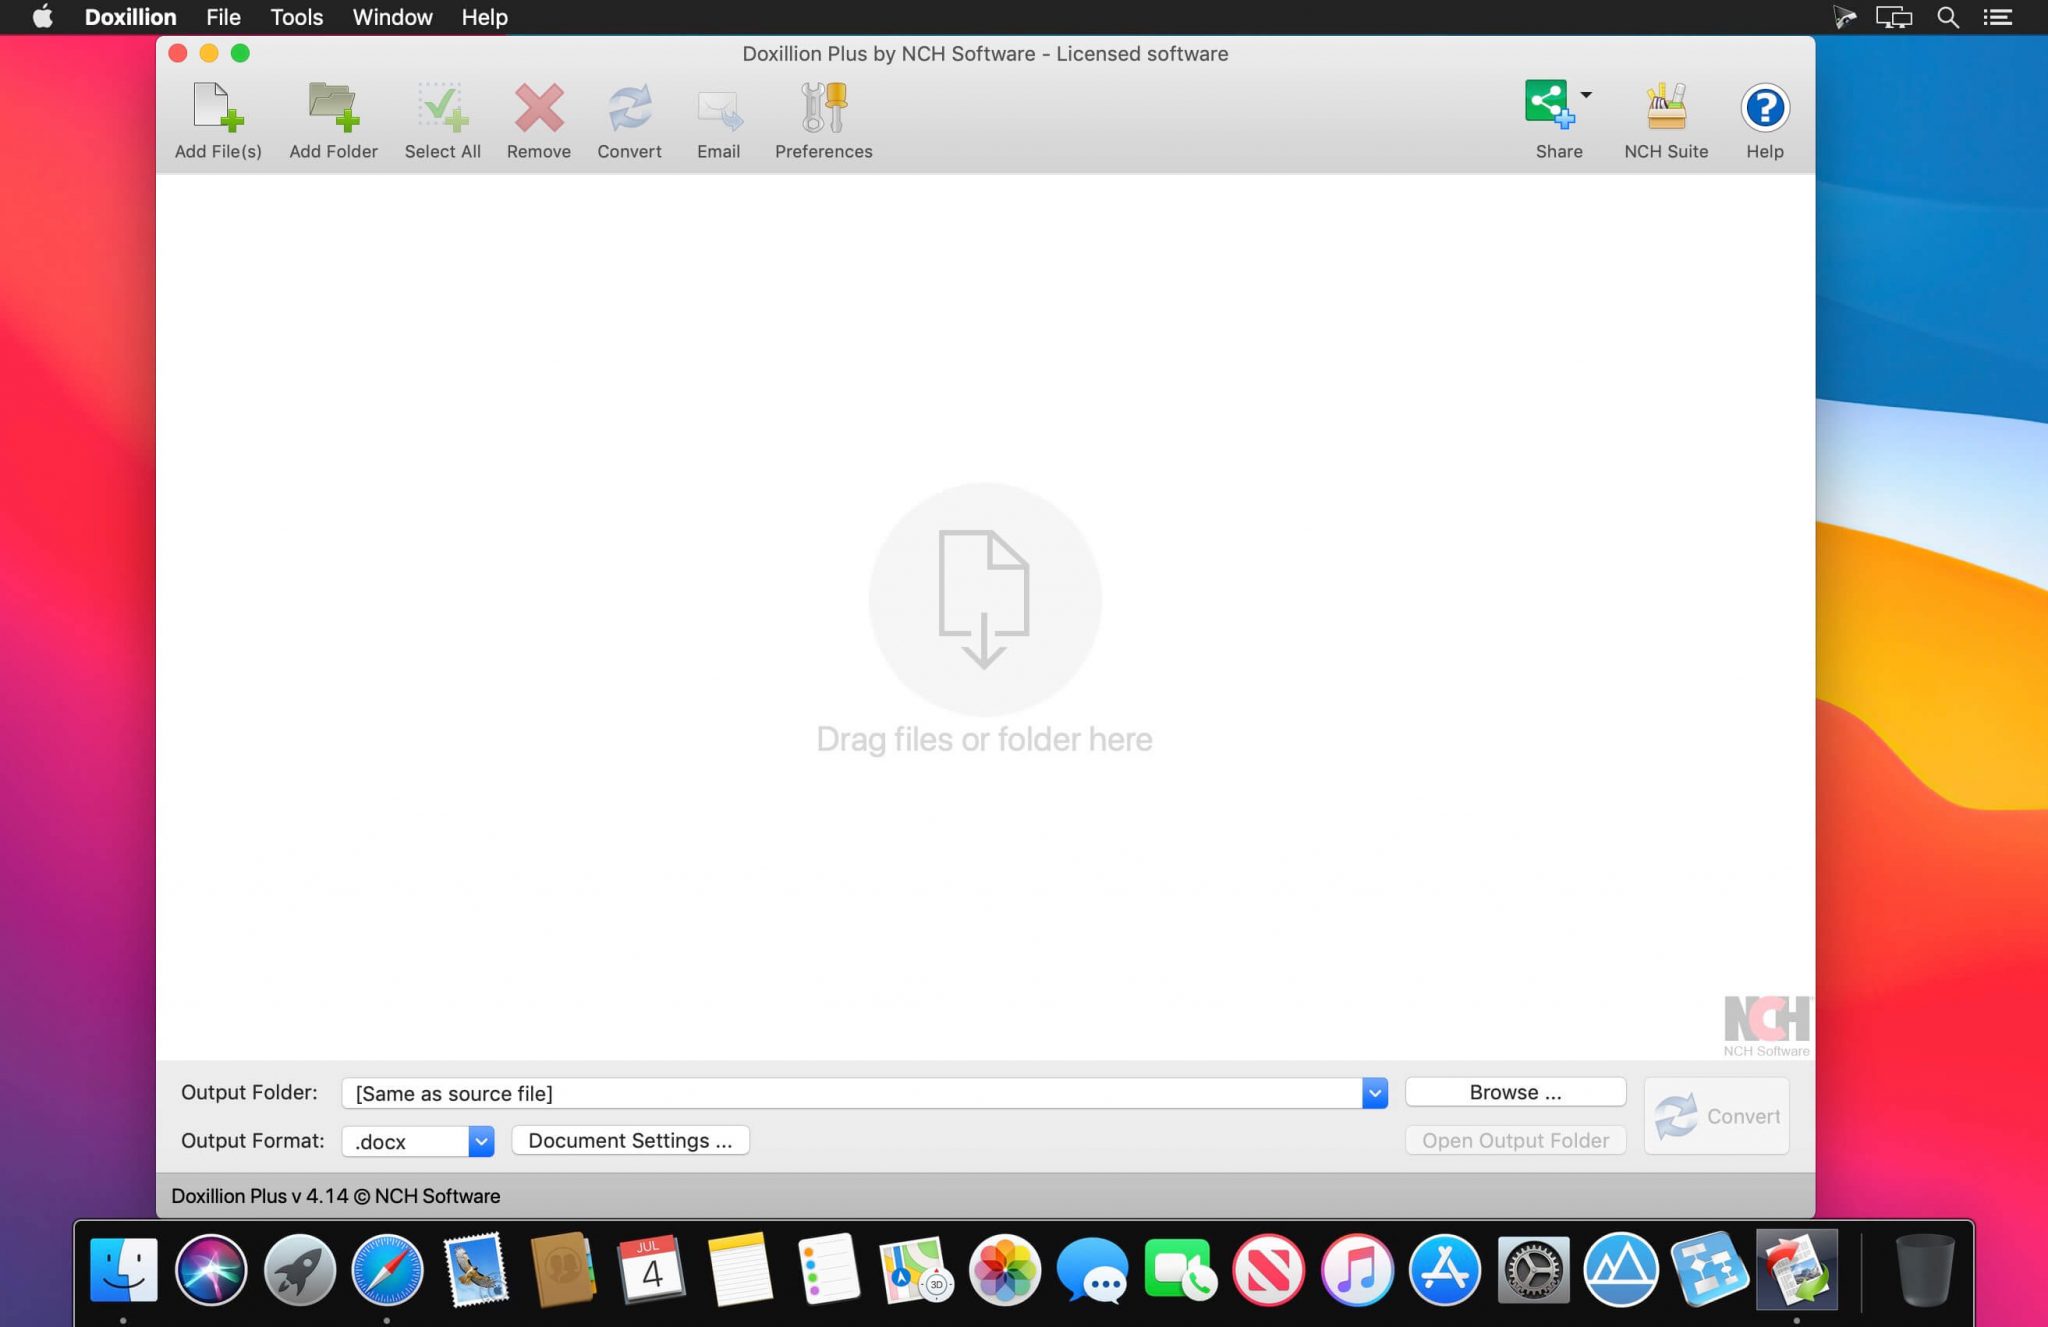 Doxillion File Tools Window Help
Doxillion Plus by NCH Software - Licensed software
Add File(s) Add Folder Select All Remove Convert Email Preferences Share NCH Suite Help
Drag files or folder here
NCH
NCH Software
Output Folder: [Same as source file] Browse ...
Convert
Output Format: .docx Document Settings ... Open Output Folder
Doxillion Plus v 4.14 © NCH Software
JUL
4
3D